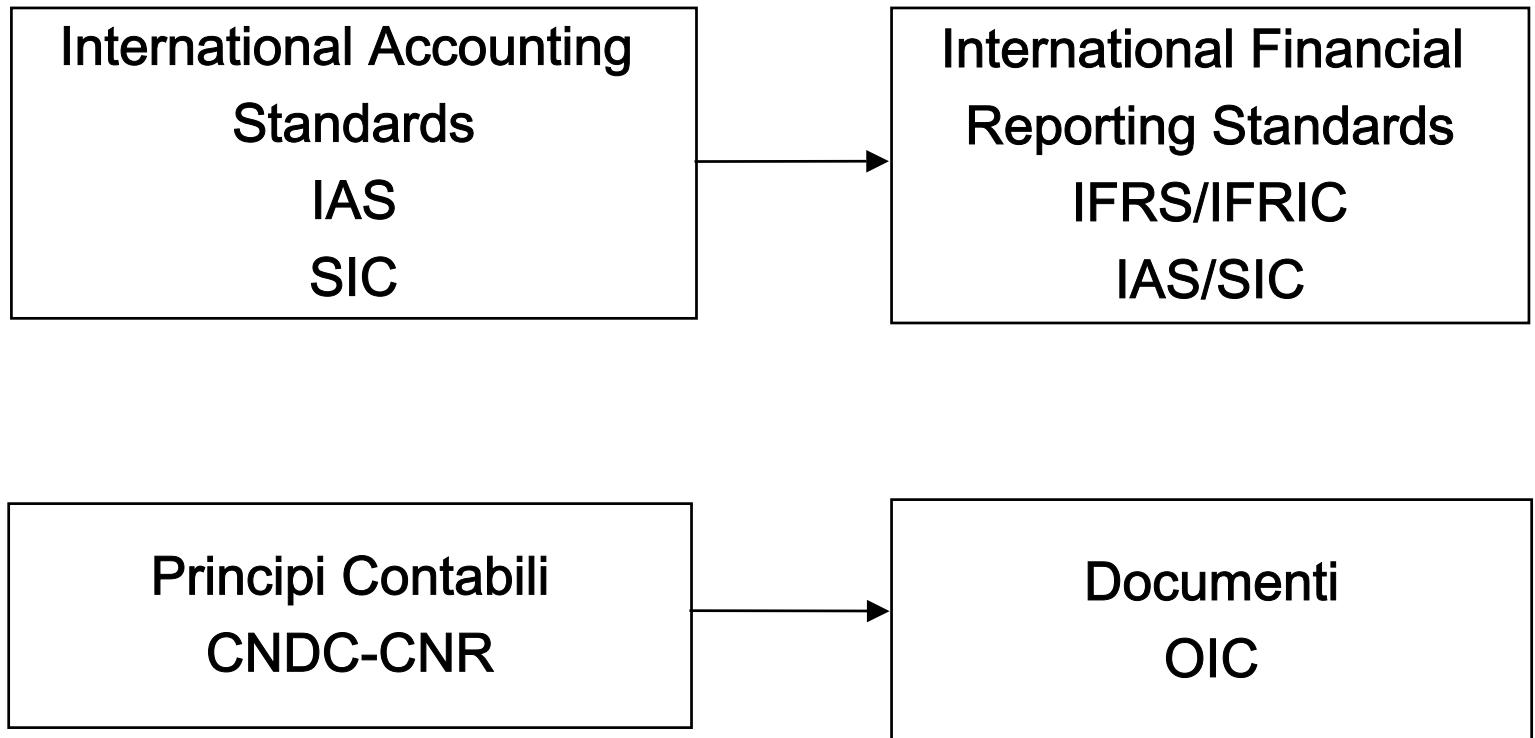 International Accounting
Standards
IAS
SIC
International Financial
Reporting Standards
IFRS/IFRIC
IAS/SIC
Principi Contabili
CNDC-CNR
Documenti
OIC